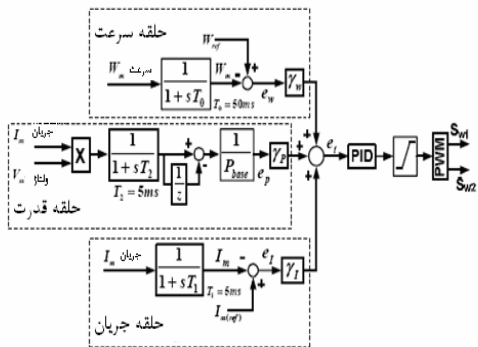 حلقه سرعت
W_ref
W_m سرعت
1
1+sT_0
W_m - +
T_0 = 50ms
e_w
γ_w
حلقه قدرت
I_m جریان
V_m ولتاژ
X
1
1+sT_2
T_2 = 5ms
+ -
1
z
1
P_base
e_p
γ_P
+ + +
e_t
PID
PWM
S_w1
S_w2
حلقه جریان
I_m جریان
1
1+sT_1
T_1 = 5ms
I_m - +
e_I
γ_I
I_m(ref)